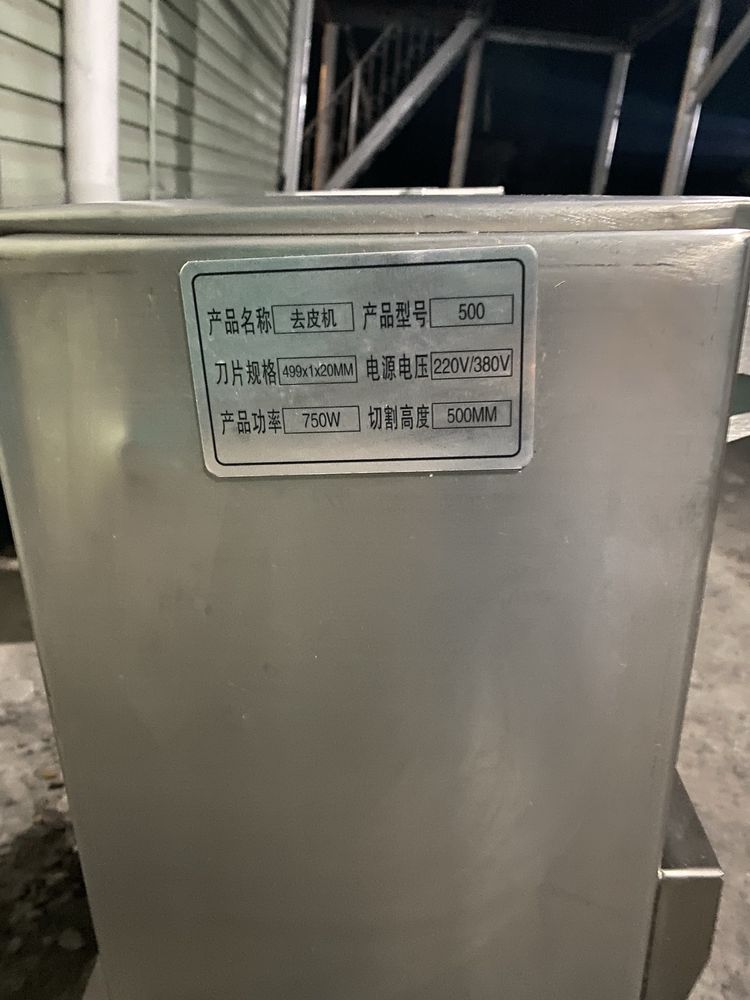 产品名称 去皮机 产品型号 500
刀片规格 499x1x20MM 电源电压 220V/380V
产品功率 750W 切割高度 500MM